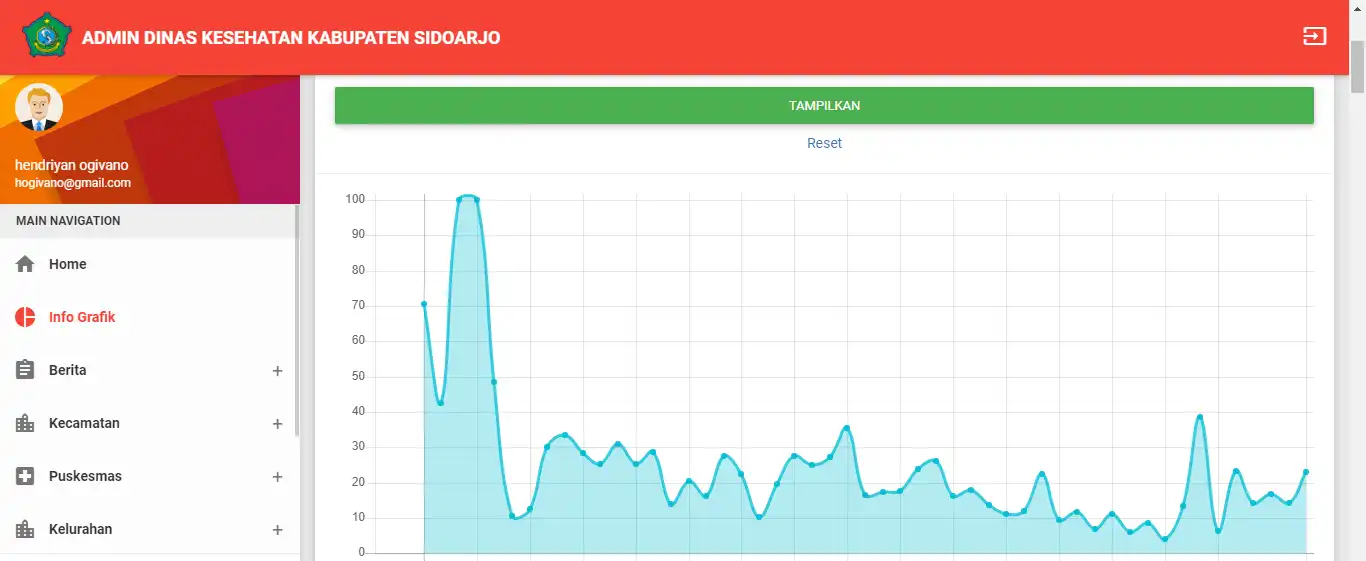 ADMIN DINAS KESEHATAN KABUPATEN SIDOARJO
hendriyan ogivano
hogivano@gmail.com
MAIN NAVIGATION
Home
Info Grafik
Berita +
Kecamatan +
Puskesmas +
Kelurahan +
TAMPILKAN
Reset
100
90
80
70
60
50
40
30
20
10
0